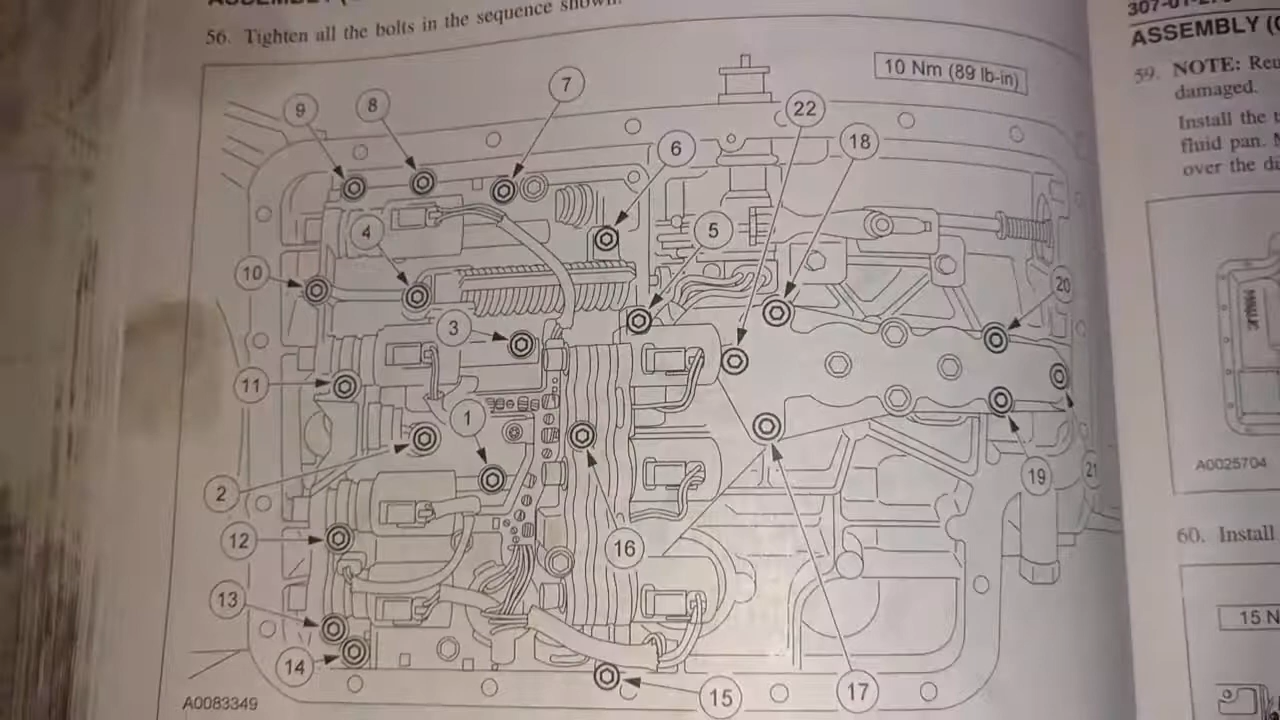 56. Tighten all the bolts in the sequence shown.
10 Nm (89 lb-in)
7
8
9
22
18
6
5
4
10
20
3
11
1
2
21
19
12
16
13
14
15
17
A0083349
ASSEMBLY (
59. NOTE:
damaged.
Install the
fluid pan.
over the
A0025704
60. Install
15 N